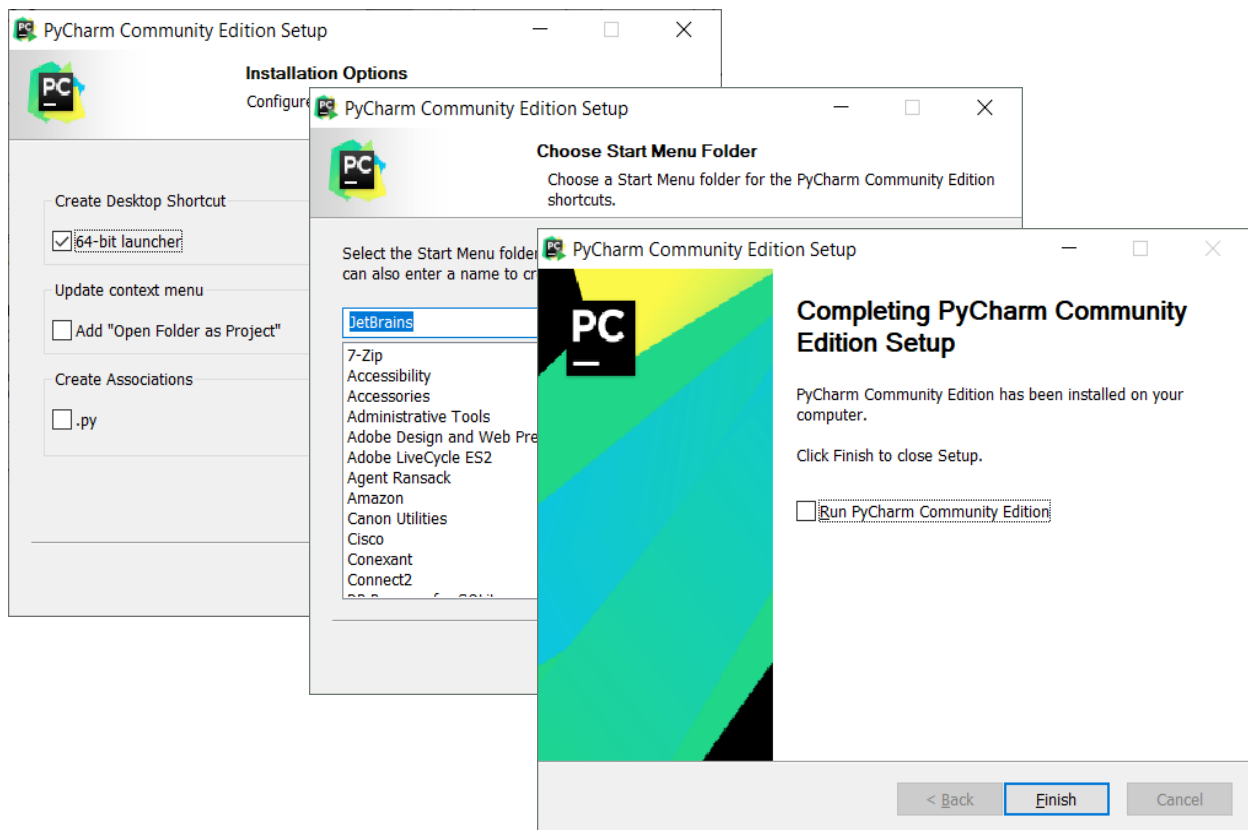 PyCharm Community Edition Setup
PC
Installation Options
Configure
Create Desktop Shortcut
64-bit launcher
Update context menu
Add "Open Folder as Project"
Create Associations
.py
PyCharm Community Edition Setup
PC
Choose Start Menu Folder
Choose a Start Menu folder for the PyCharm Community Edition
shortcuts.
Select the Start Menu folder
can also enter a name to
JetBrains
7-Zip
Accessibility
Accessories
Administrative Tools
Adobe Design and Web
Adobe LiveCycle ES2
Agent Ransack
Amazon
Canon Utilities
Cisco
Conexant
Connect2
PyCharm Community Edition Setup
PC
Completing PyCharm Community
Edition Setup
PyCharm Community Edition has been installed on your
computer.
Click Finish to close Setup.
Run PyCharm Community Edition
< Back
Finish
Cancel